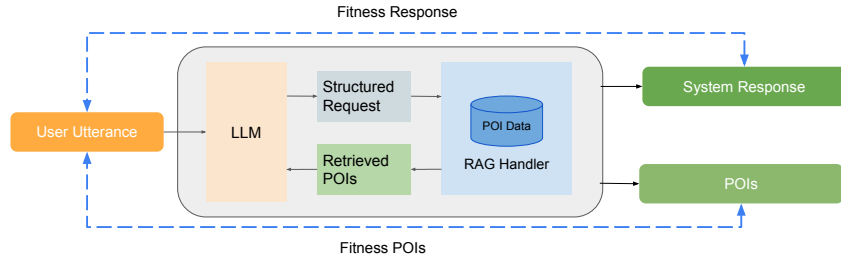 Fitness Response
User Utterance
LLM
Structured
Request
Retrieved
POIs
POI Data
RAG Handler
System Response
POIs
Fitness POIs